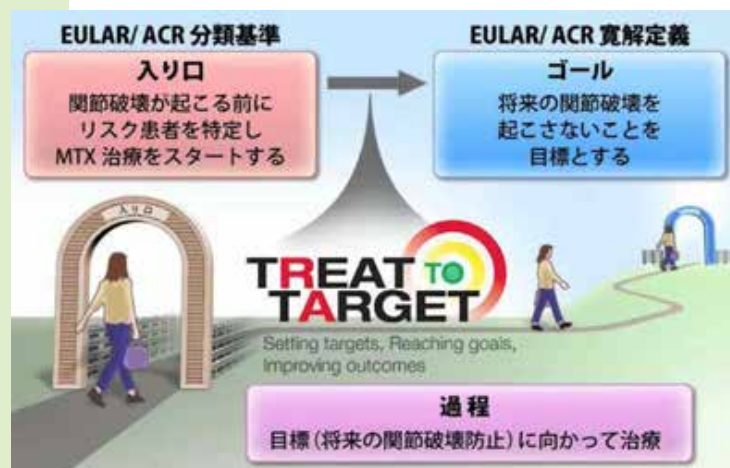 EULAR/ ACR 分類基準
入り口
関節破壊が起こる前に
リスク患者を特定し
MTX 治療をスタートする
EULAR/ ACR 寛解定義
ゴール
将来の関節破壊を
起こさないことを
目標とする
入り口
TREAT TO
TARGET
Setting targets, Reaching goals,
Improving outcomes
過程
目標(将来の関節破壊防止)に向かって治療